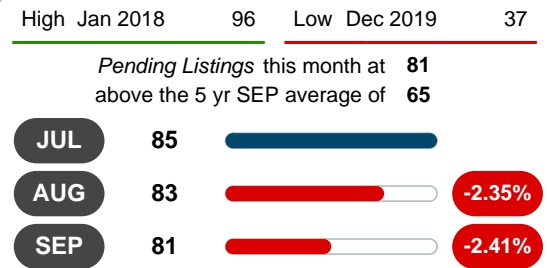 High Jan 2018 96 Low Dec 2019 37
Pending Listings this month at 81
above the 5 yr SEP average of 65
JUL 85
AUG 83 -2.35%
SEP 81 -2.41%